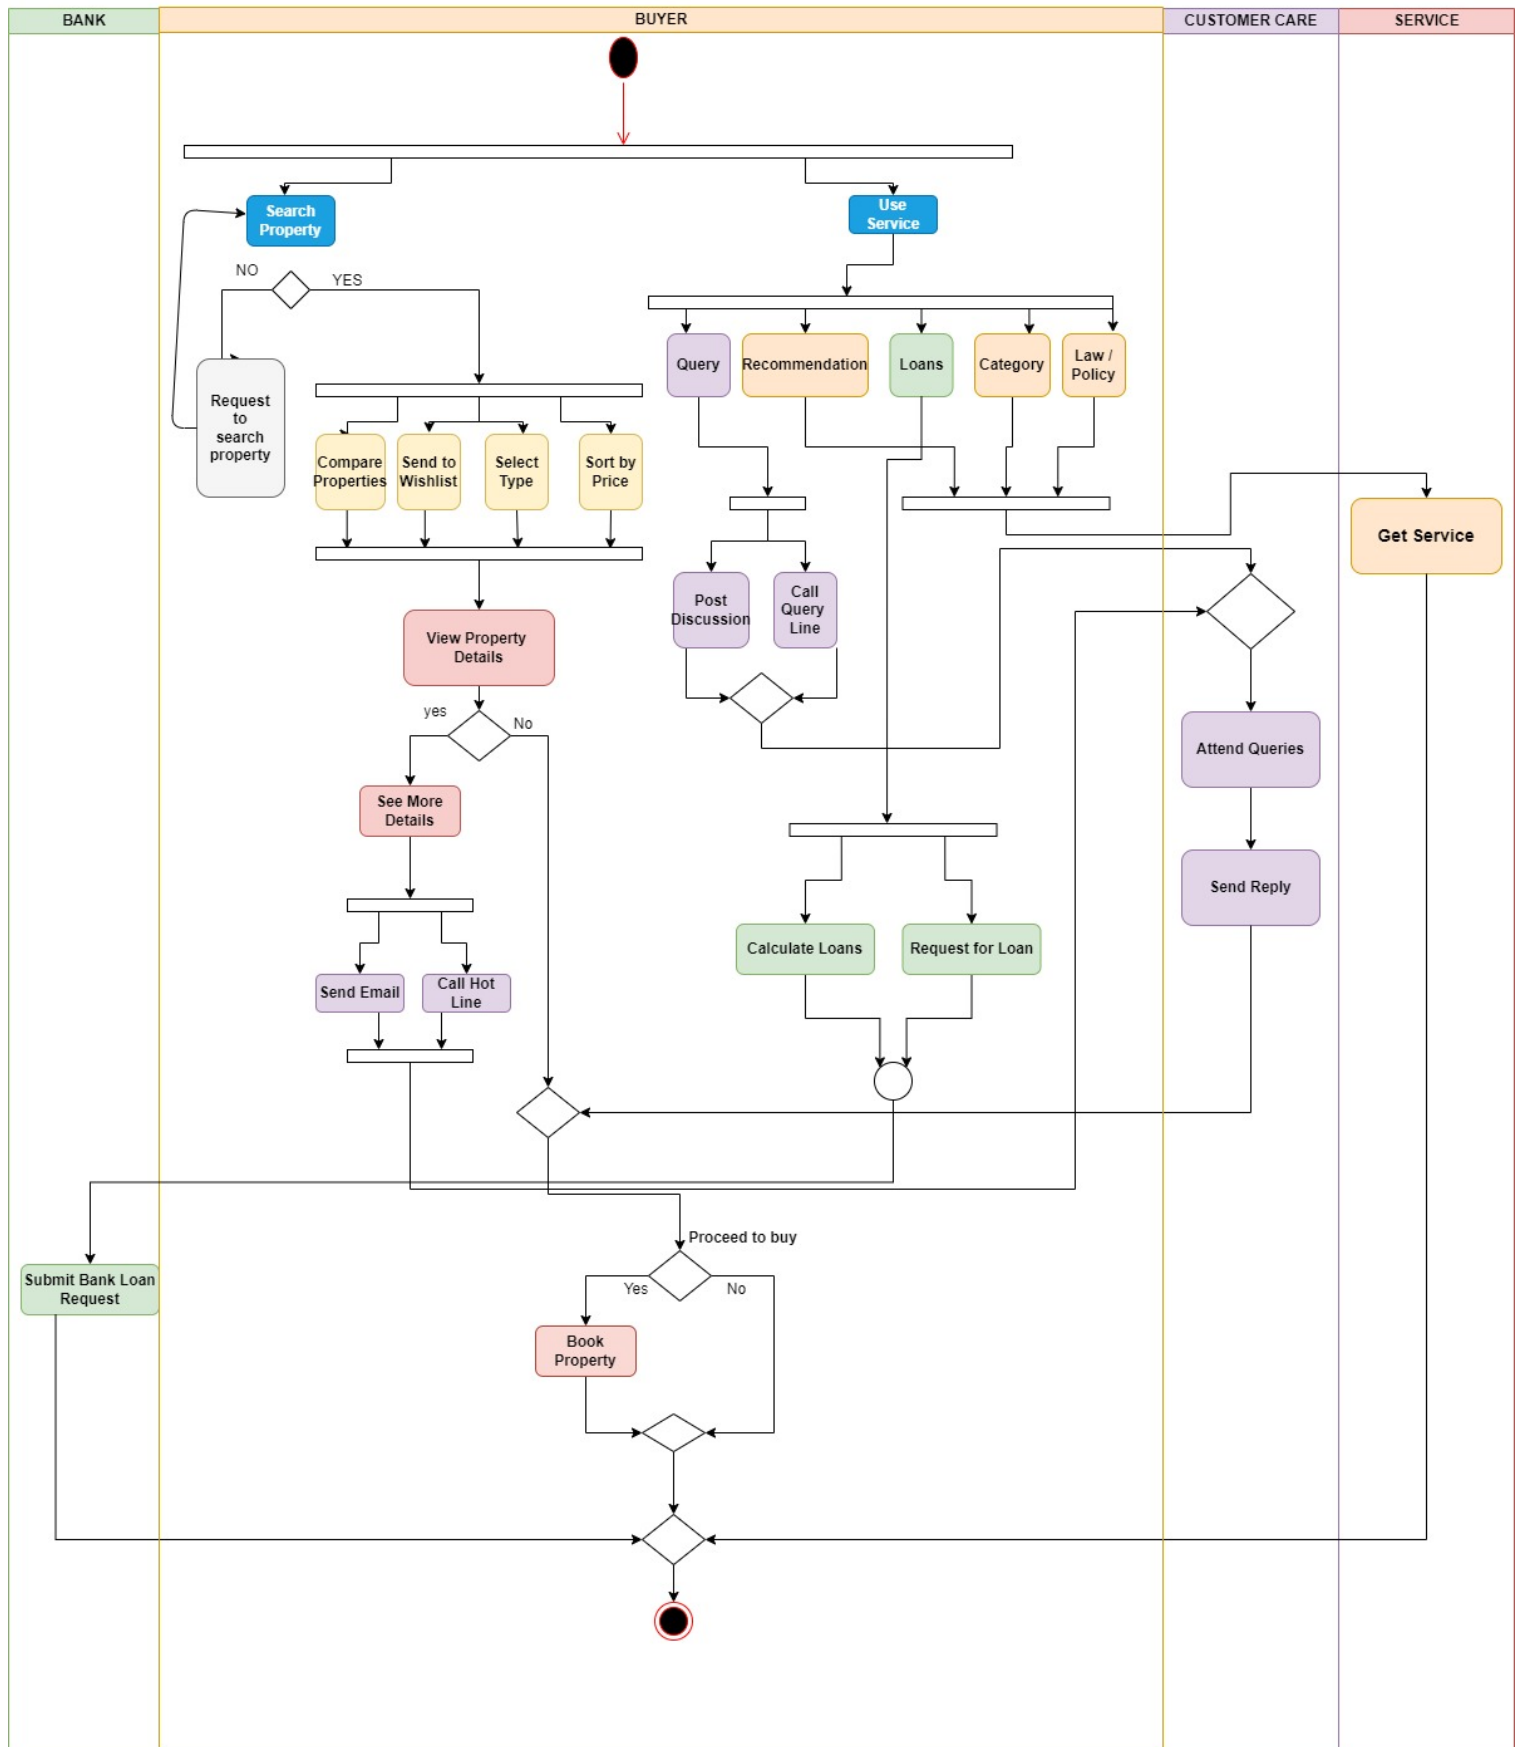 BANK
BUYER
CUSTOMER CARE
SERVICE
Search
Property
Use
Service
NO
YES
Query
Recommendation
Loans
Category
Law /
Policy
Request
to
search
property
Compare
Properties
Send to
Wishlist
Select
Type
Sort by
Price
Get Service
Post
Discussion
Call
Query
Line
View Property
Details
yes
No
Attend Queries
See More
Details
Send Reply
Calculate Loans
Request for Loan
Send Email
Call Hot
Line
Proceed to buy
Submit Bank Loan
Request
Yes
No
Book
Property